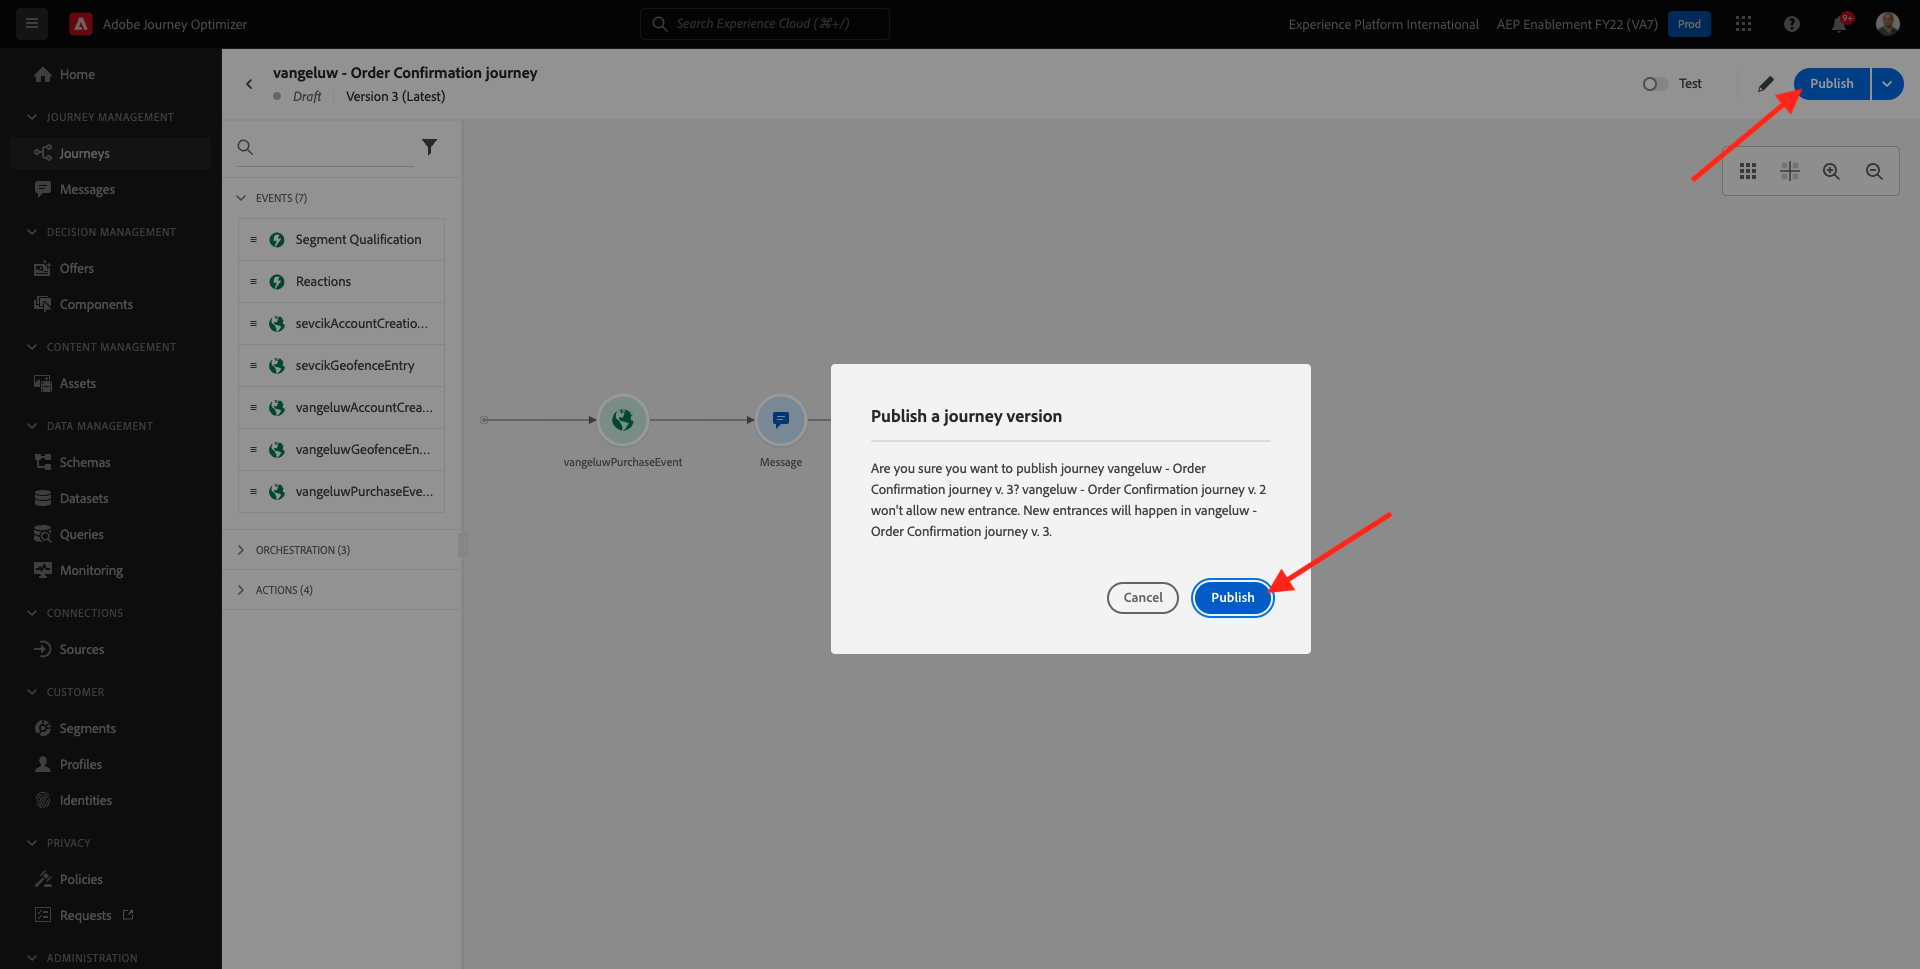 Adobe Journey Optimizer
Search Experience Cloud (⌘+/)
Experience Platform International
AEP Enablement FY22 (VA7)
Prod
9+
Home
JOURNEY MANAGEMENT
Journeys
Messages
DECISION MANAGEMENT
Offers
Components
CONTENT MANAGEMENT
Assets
DATA MANAGEMENT
Schemas
Datasets
Queries
Monitoring
CONNECTIONS
Sources
CUSTOMER
Segments
Profiles
Identities
PRIVACY
Policies
Requests
ADMINISTRATION
vangeluw - Order Confirmation journey
Draft
Version 3 (Latest)
Test
Publish
EVENTS (7)
Segment Qualification
Reactions
sevcikAccountCreatio...
sevcikGeofenceEntry
vangeluwAccountCrea...
vangeluwGeofenceEn...
vangeluwPurchaseEve...
ORCHESTRATION (3)
ACTIONS (4)
vangeluwPurchaseEvent
Message
Publish a journey version
Are you sure you want to publish journey vangeluw - Order
Confirmation journey v. 3? vangeluw - Order Confirmation journey v. 2
won't allow new entrance. New entrances will happen in vangeluw -
Order Confirmation journey v. 3.
Cancel
Publish